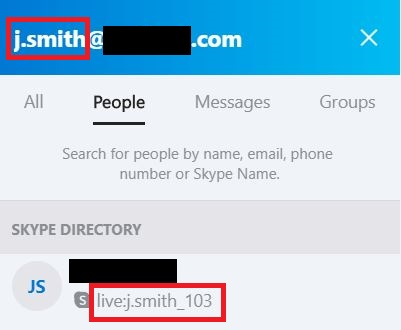 j.smith@ .com
All People Messages Groups
Search for people by name, email, phone
number or Skype Name.
SKYPE DIRECTORY
JS
live:j.smith_103